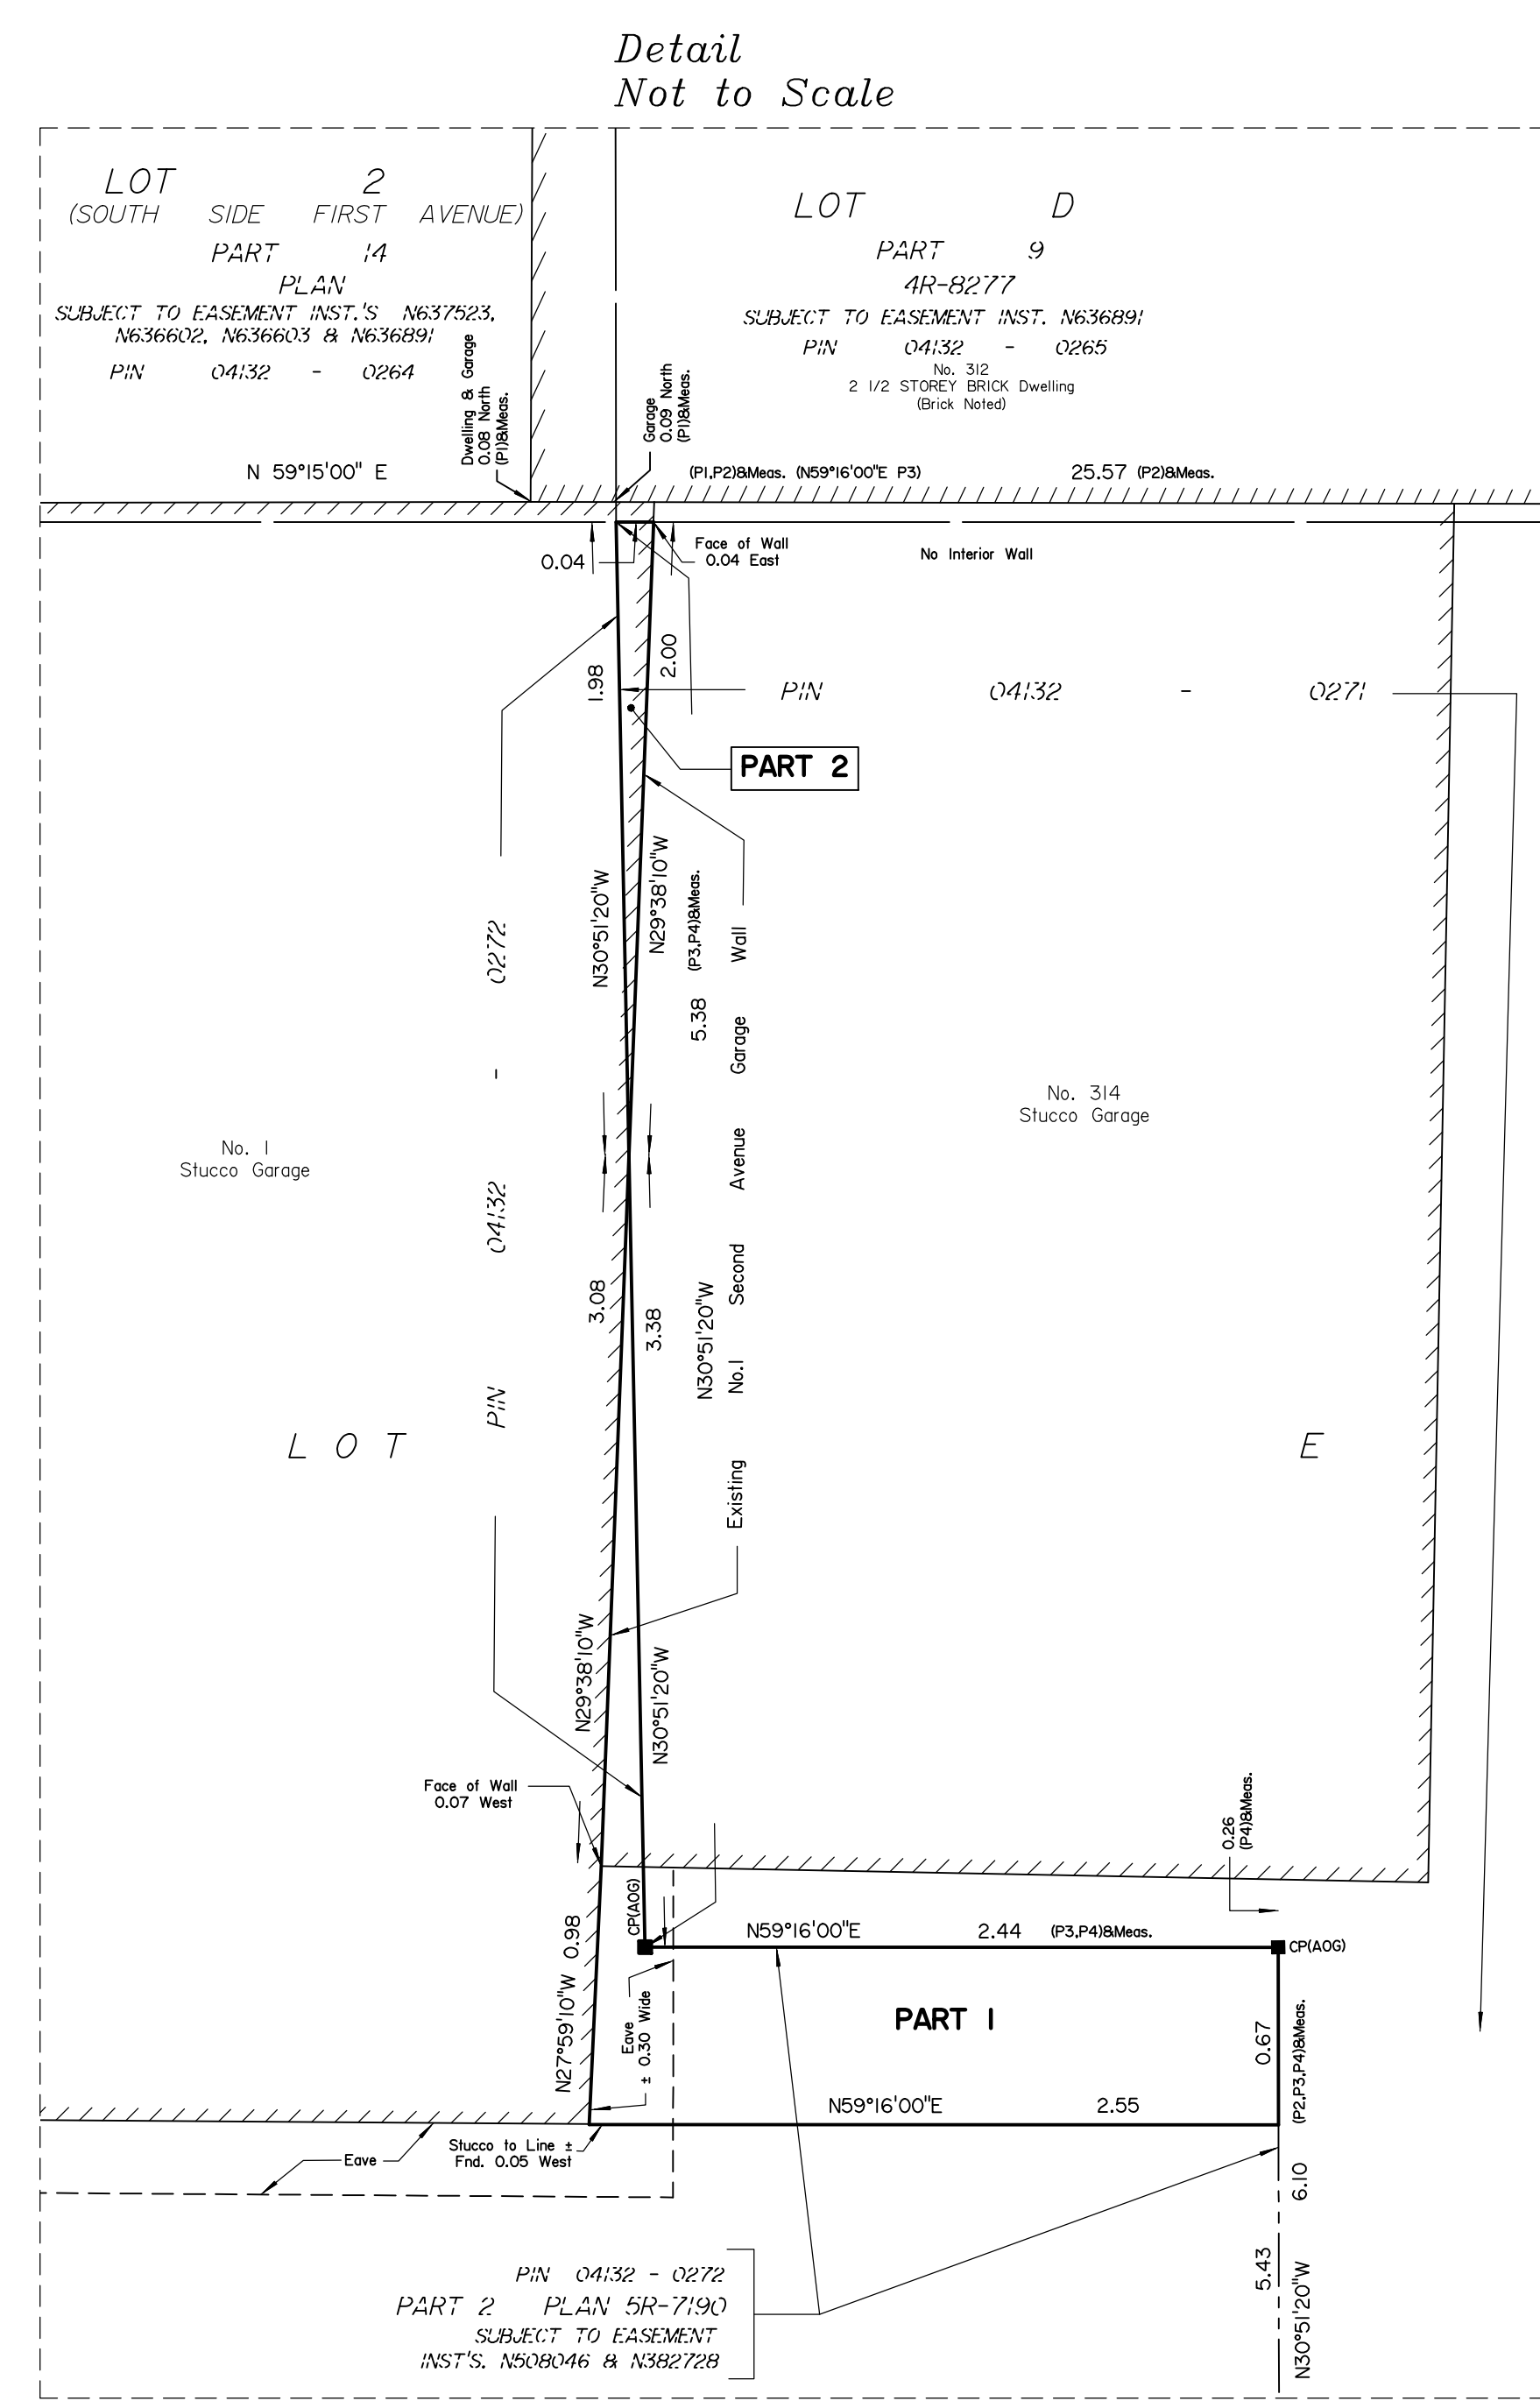 Detail
Not to Scale
LOT 2
(SOUTH SIDE FIRST AVENUE)
PART 14
PLAN
SUBJECT TO EASEMENT INST.'S N637523,
N636602, N636603 & N636891
PIN 04132 - 0264
LOT D
PART 9
4R-8277
SUBJECT TO EASEMENT INST. N636891
PIN 04132 - 0265
No. 312
2 1/2 STOREY BRICK Dwelling
(Brick Noted)
Dwelling & Garage
0.08 North
(P1)&Meas.
Garage
0.09 North
(P1)&Meas.
N 59°15'00" E
(P1,P2)&Meas. (N59°16'00"E P3)
25.57 (P2)&Meas.
0.04
Face of Wall
0.04 East
No Interior Wall
1.98
2.00
PIN 04132 - 0271
PART 2
N30°51'20"W
N29°38'10"W
5.38 (P3,P4)&Meas.
N30°51'20"W
Existing No.1 Second Avenue Garage Wall
PIN 04132 - 0272
No. 1
Stucco Garage
No. 314
Stucco Garage
3.08
3.38
LOT E
N29°38'10"W
N30°51'20"W
Face of Wall
0.07 West
0.26
(P4)&Meas.
CP(AOG)
N59°16'00"E 2.44 (P3,P4)&Meas.
CP(AOG)
N27°59'10"W 0.98
Eave
± 0.30 Wide
PART 1
0.67
(P2,P3,P4)&Meas.
N59°16'00"E 2.55
Stucco to Line ±
Fnd. 0.05 West
Eave
6.10
5.43
N30°51'20"W
PIN 04132 - 0272
PART 2 PLAN 5R-7190
SUBJECT TO EASEMENT
INST'S. N508046 & N382728